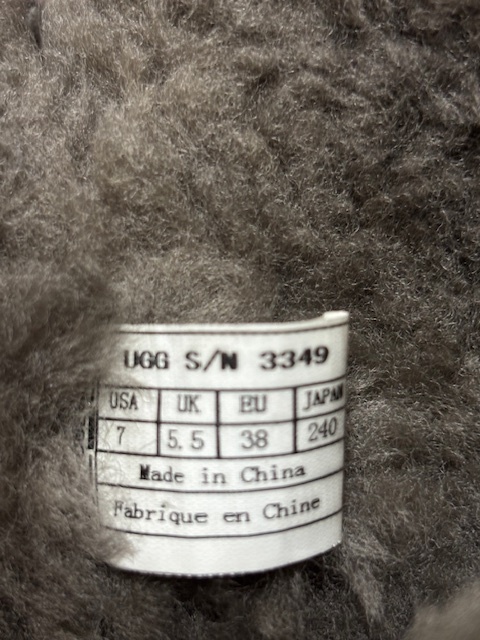 UGG S/N 3349
USA UK EU JAPAN
7 5.5 38 240
Made in China
Fabrique en Chine